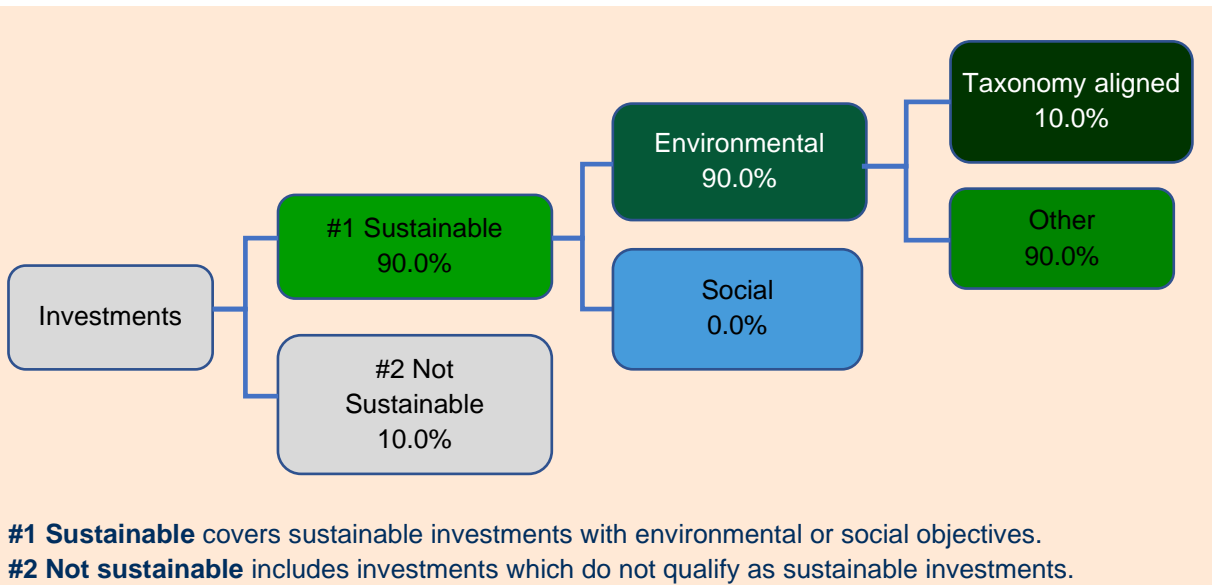 Investments
#1 Sustainable
90.0%
#2 Not
Sustainable
10.0%
Environmental
90.0%
Social
0.0%
Taxonomy aligned
10.0%
Other
90.0%
#1 Sustainable covers sustainable investments with environmental or social objectives.
#2 Not sustainable includes investments which do not qualify as sustainable investments.